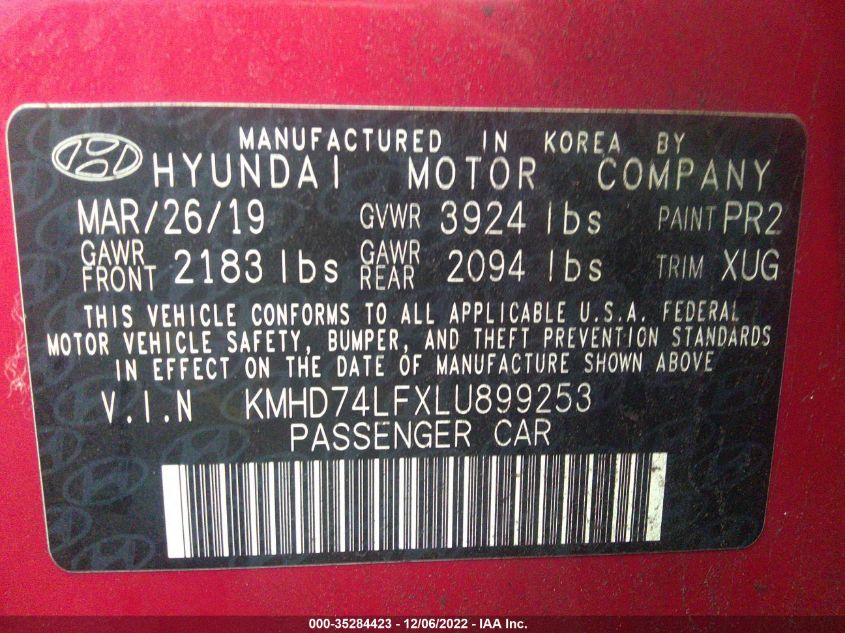 MANUFACTURED IN KOREA BY
HYUNDAI MOTOR COMPANY
MAR/26/19 GVWR 3924 lbs PAINT PR2
GAWR FRONT 2183 lbs GAWR REAR 2094 lbs TRIM XUG
THIS VEHICLE CONFORMS TO ALL APPLICABLE U.S.A. FEDERAL
MOTOR VEHICLE SAFETY, BUMPER, AND THEFT PREVENTION STANDARDS
IN EFFECT ON THE DATE OF MANUFACTURE SHOWN ABOVE
V.I.N KMHD74LFXLU899253
PASSENGER CAR
000-35284423 - 12/06/2022 - IAA Inc.